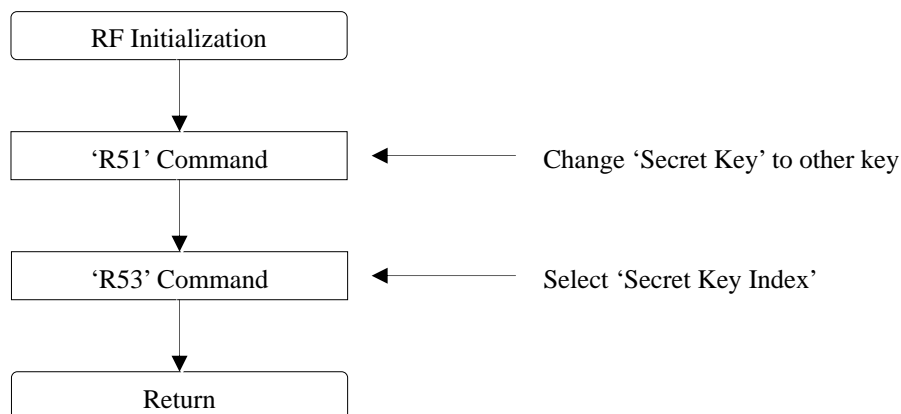 RF Initialization
‘R51’ Command
Change ‘Secret Key’ to other key
‘R53’ Command
Select ‘Secret Key Index’
Return